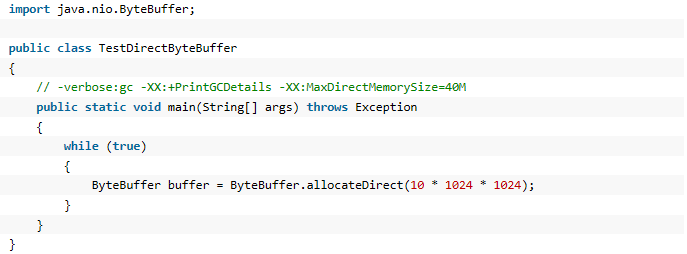 import java.nio.ByteBuffer;
public class TestDirectByteBuffer
{
// -verbose:gc -XX:+PrintGCDetails -XX:MaxDirectMemorySize=40M
public static void main(String[] args) throws Exception
{
while (true)
{
ByteBuffer buffer = ByteBuffer.allocateDirect(10 * 1024 * 1024);
}
}
}